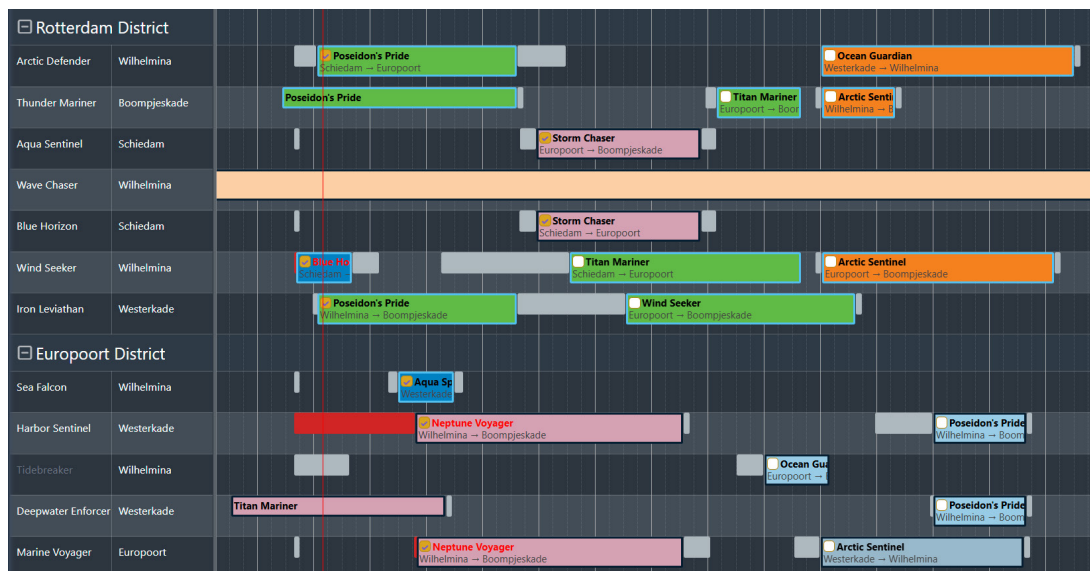 Rotterdam District
Arctic Defender Wilhelmina Poseidon's Pride Ocean Guardian
Schiedam → Europoort Westerkade → Wilhelmina
Thunder Mariner Boompjeskade Poseidon's Pride Titan Mariner Arctic Senti
Europoort → Boor Wilhelmina → B
Aqua Sentinel Schiedam Storm Chaser
Europoort → Boompjeskade
Wave Chaser Wilhelmina
Blue Horizon Schiedam Storm Chaser
Schiedam → Europoort
Wind Seeker Wilhelmina Blue Ho Titan Mariner Arctic Sentinel
Schiedam → Schiedam → Europoort Europoort → Boompjeskade
Iron Leviathan Westerkade Poseidon's Pride Wind Seeker
Wilhelmina → Boompjeskade Europoort → Boompjeskade
Europoort District
Sea Falcon Wilhelmina Aqua Sp
Westerkade
Harbor Sentinel Westerkade Neptune Voyager Poseidon's Pride
Wilhelmina → Boompjeskade Wilhelmina → Boom
Tidebreaker Wilhelmina Ocean Gua
Europoort →
Deepwater Enforcer Westerkade Titan Mariner Poseidon's Pride
Wilhelmina → Boom
Marine Voyager Europoort Neptune Voyager Arctic Sentinel
Wilhelmina → Boompjeskade Westerkade → Wilhelmina